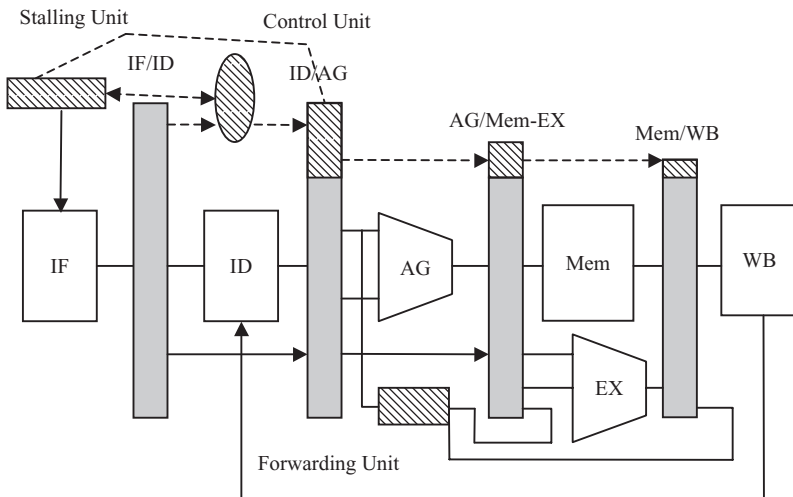 Stalling Unit
Control Unit
IF/ID
ID/AG
AG/Mem-EX
Mem/WB
IF
ID
AG
Mem
WB
EX
Forwarding Unit